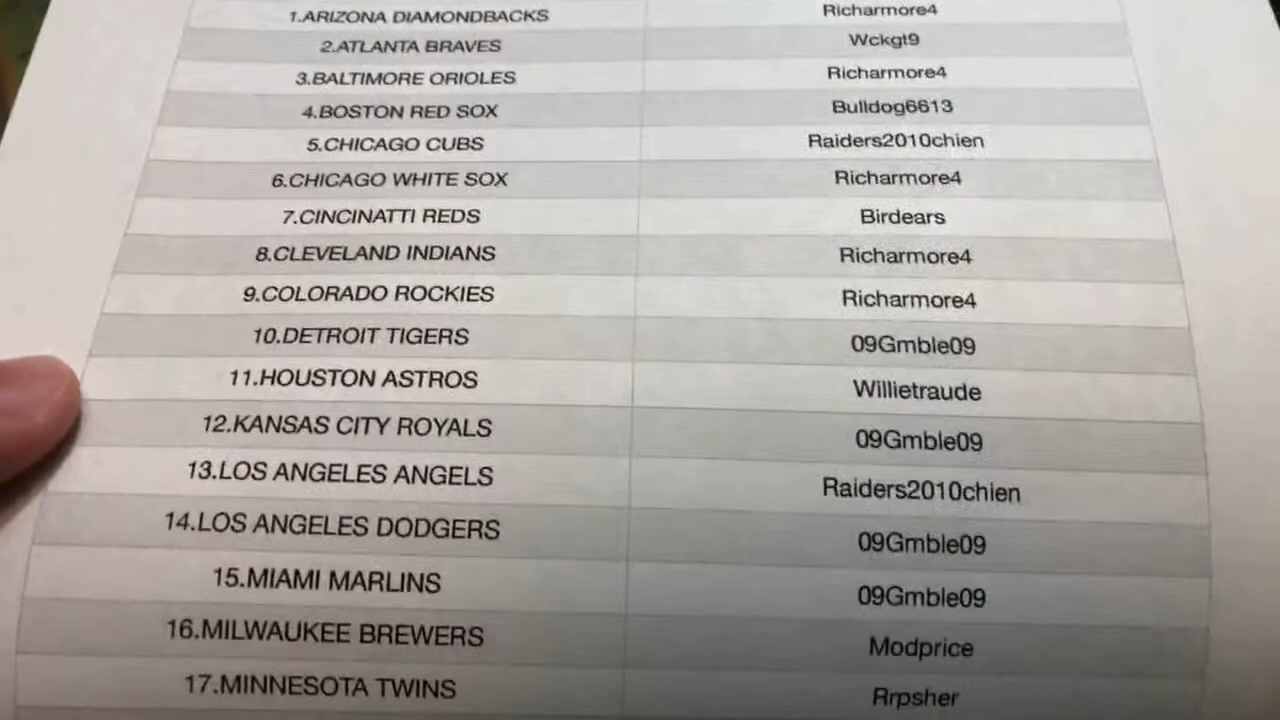 1.ARIZONA DIAMONDBACKS Richarmore4
2.ATLANTA BRAVES Wckgt9
3.BALTIMORE ORIOLES Richarmore4
4.BOSTON RED SOX Bulldog6613
5.CHICAGO CUBS Raiders2010chien
6.CHICAGO WHITE SOX Richarmore4
7.CINCINATTI REDS Birdears
8.CLEVELAND INDIANS Richarmore4
9.COLORADO ROCKIES Richarmore4
10.DETROIT TIGERS 09Gmble09
11.HOUSTON ASTROS Willietraude
12.KANSAS CITY ROYALS 09Gmble09
13.LOS ANGELES ANGELS Raiders2010chien
14.LOS ANGELES DODGERS 09Gmble09
15.MIAMI MARLINS 09Gmble09
16.MILWAUKEE BREWERS Modprice
17.MINNESOTA TWINS Rrpsher